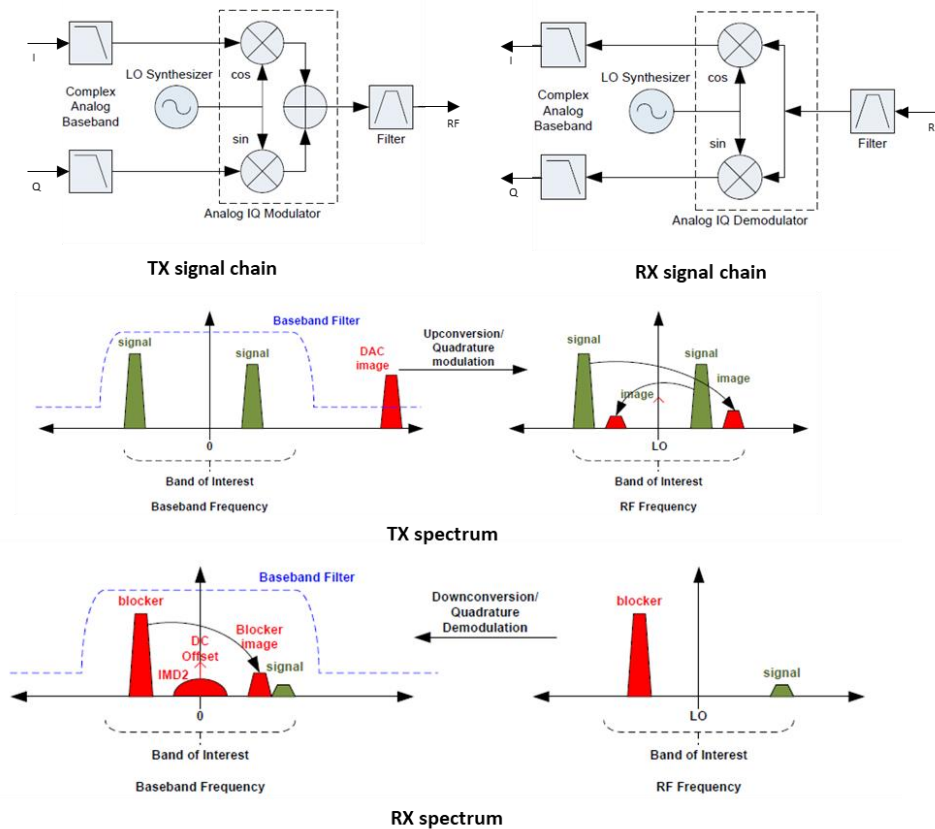 I
Complex
Analog
Baseband
Q
LO Synthesizer
cos
sin
Analog IQ Modulator
Filter
RF
I
Complex
Analog
Baseband
Q
LO Synthesizer
cos
sin
Analog IQ Demodulator
Filter
R
TX signal chain
RX signal chain
Baseband Filter
signal
signal
DAC
image
0
Band of Interest
Baseband Frequency
Upconversion/
Quadrature
modulation
signal
signal
image
image
LO
Band of Interest
RF Frequency
TX spectrum
Baseband Filter
blocker
Blocker
image
DC
Offset
IMD2
signal
0
Band of Interest
Baseband Frequency
Downconversion/
Quadrature
Demodulation
blocker
signal
LO
Band of Interest
RF Frequency
RX spectrum